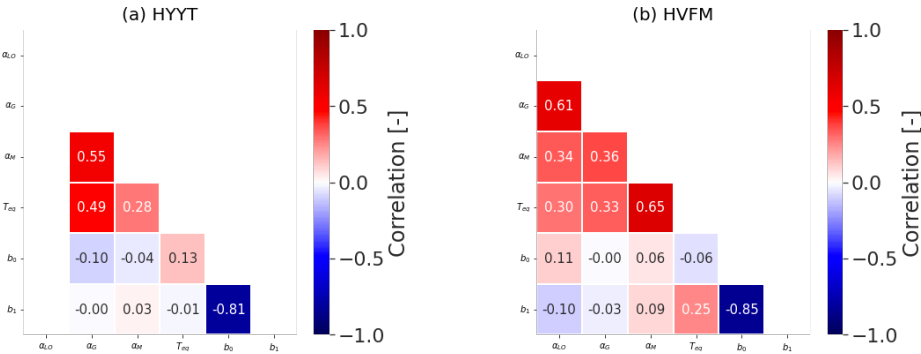 (a) HYYT
(b) HVFM
α_LO
α_G
α_M
T_eq
b_0
b_1
0.55
0.49 0.28
-0.10 -0.04 0.13
-0.00 0.03 -0.01 -0.81
α_LO α_G α_M T_eq b_0 b_1
1.0
0.5
0.0
−0.5
−1.0
Correlation [-]
α_LO
α_G
α_M
T_eq
b_0
b_1
0.61
0.34 0.36
0.30 0.33 0.65
0.11 -0.00 0.06 -0.06
-0.10 -0.03 0.09 0.25 -0.85
α_LO α_G α_M T_eq b_0 b_1
1.0
0.5
0.0
−0.5
−1.0
Correlation [-]